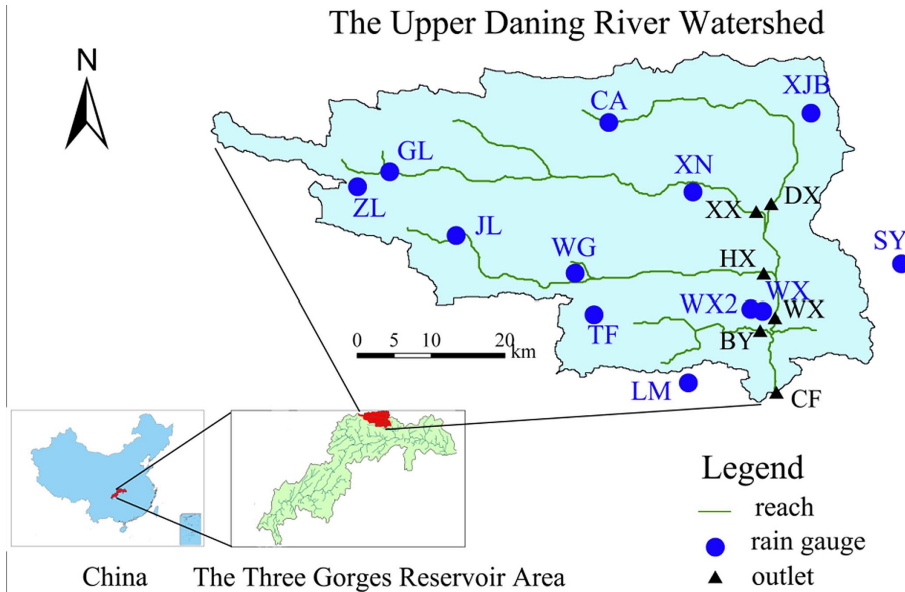 The Upper Daning River Watershed
N
CA
XJB
GL
XN
ZL
XX
DX
JL
WG
HX
SY
WX2
WX
WX
TF
BY
0 10 20
km
LM
CF
Legend
reach
rain gauge
outlet
China
The Three Gorges Reservoir Area